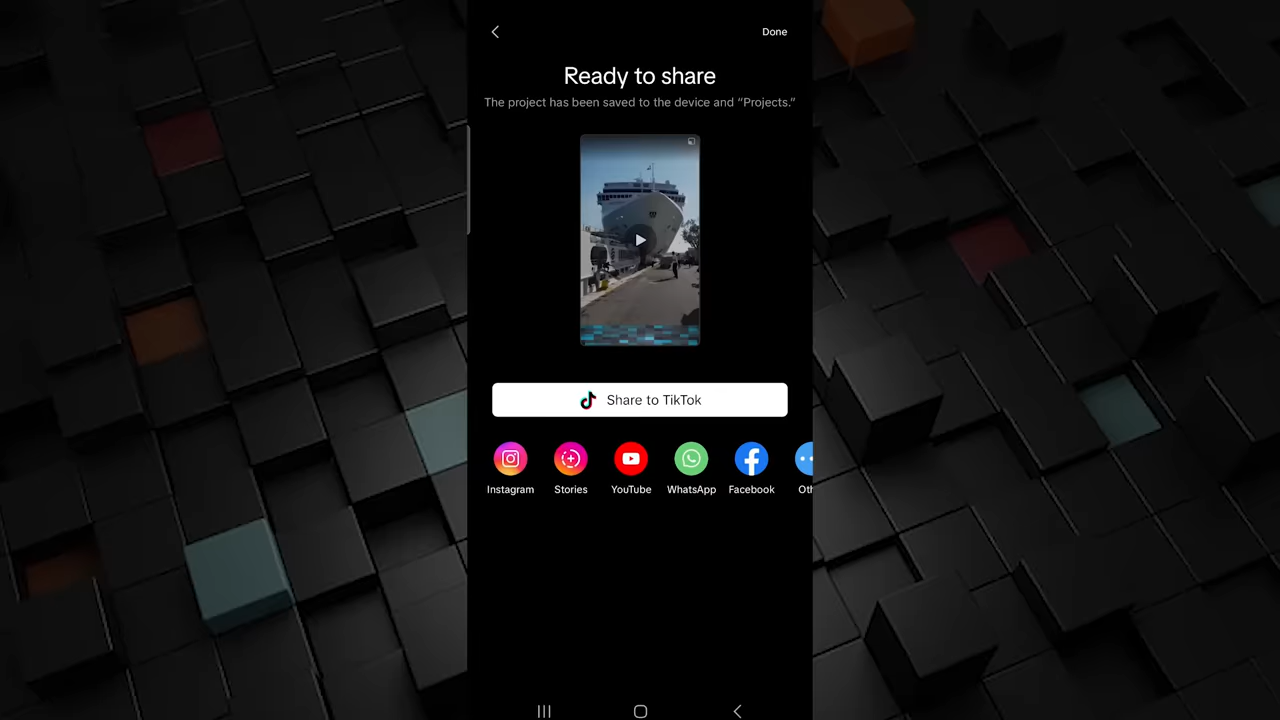 Done
Ready to share
The project has been saved to the device and “Projects.”
Share to TikTok
Instagram Stories YouTube WhatsApp Facebook Oth